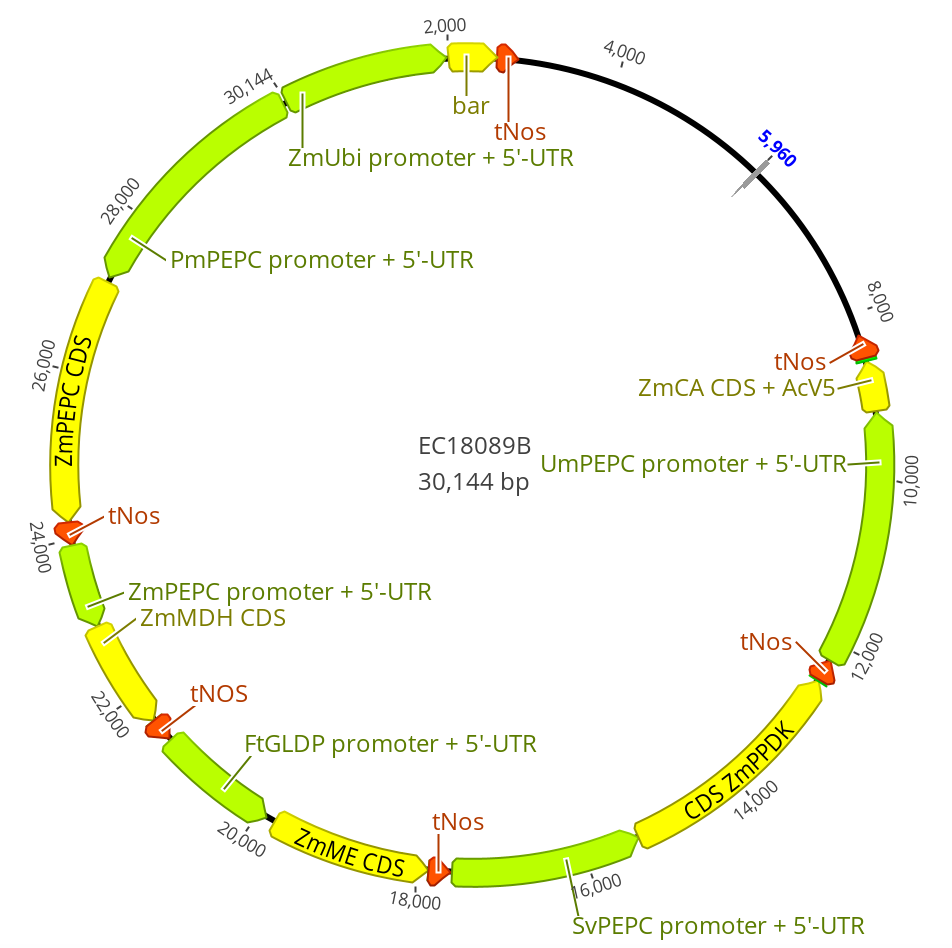 2,000
4,000
30,144
bar
tNos
5,960
ZmUbi promoter + 5'-UTR
28,000
PmPEPC promoter + 5'-UTR
8,000
26,000
ZmPEPC CDS
tNos
ZmCA CDS + AcV5
EC18089B
30,144 bp
UmPEPC promoter + 5'-UTR
10,000
tNos
24,000
ZmPEPC promoter + 5'-UTR
ZmMDH CDS
tNos
12,000
22,000
tNOS
FtGLDP promoter + 5'-UTR
CDS ZmPPDK
14,000
20,000
ZmME CDS
tNos
18,000
16,000
SvPEPC promoter + 5'-UTR